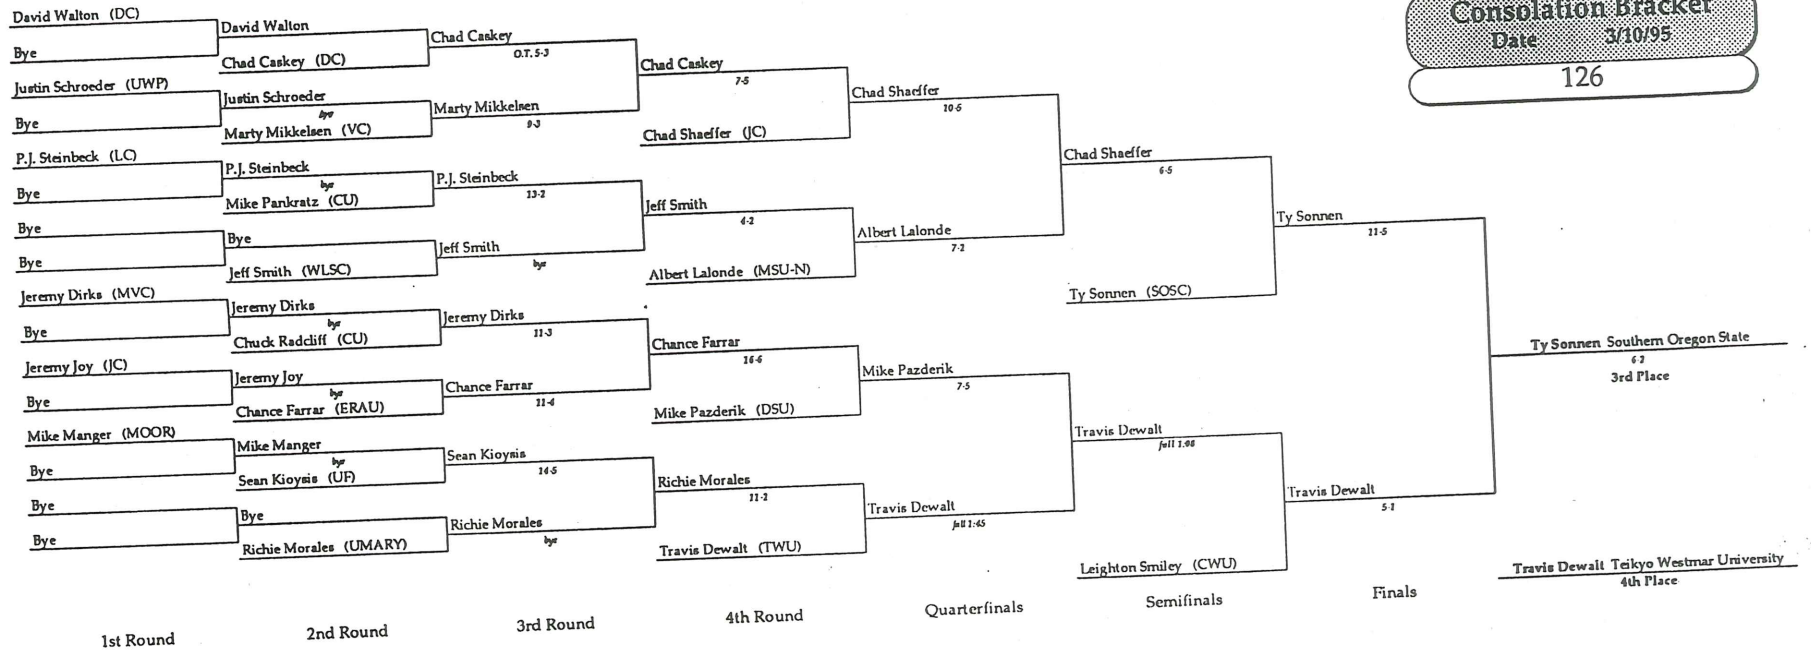 Consolation Bracket
Date 3/10/95
126
David Walton (DC)
Bye
Justin Schroeder (UWP)
Bye
P.J. Steinbeck (LC)
Bye
Bye
Bye
Jeremy Dirks (MVC)
Bye
Jeremy Joy (JC)
Bye
Mike Manger (MOOR)
Bye
Bye
Bye
1st Round
David Walton
Chad Caskey (DC)
Justin Schroeder
bye
Marty Mikkelsen (VC)
P.J. Steinbeck
bye
Mike Pankratz (CU)
Bye
Jeff Smith (WLSC)
Jeremy Dirks
bye
Chuck Radcliff (CU)
Jeremy Joy
bye
Chance Farrar (ERAU)
Mike Manger
bye
Sean Kioysis (UF)
Bye
Richie Morales (UMARY)
2nd Round
Chad Caskey
O.T. 5-3
Marty Mikkelsen
9-3
P.J. Steinbeck
13-2
Jeff Smith
bye
Jeremy Dirks
11-3
Chance Farrar
11-4
Sean Kioysis
14-5
Richie Morales
bye
3rd Round
Chad Caskey
7-5
Chad Shaeffer (JC)
Jeff Smith
4-2
Albert Lalonde (MSU-N)
Chance Farrar
16-6
Mike Pazderik (DSU)
Richie Morales
11-2
Travis Dewalt (TWU)
4th Round
Chad Shaeffer
10-5
Albert Lalonde
7-2
Mike Pazderik
7-5
Travis Dewalt
fall 1:45
Quarterfinals
Chad Shaeffer
6-5
Ty Sonnen (SOSC)
Travis Dewalt
fall 1:08
Leighton Smiley (CWU)
Semifinals
Ty Sonnen
11-5
Travis Dewalt
5-1
Finals
Ty Sonnen Southern Oregon State
6-2
3rd Place
Travis Dewalt Teikyo Westmar University
4th Place